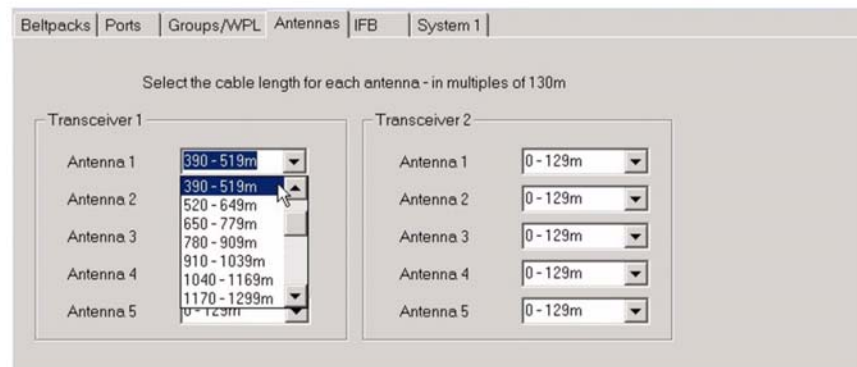 Beltpacks Ports Groups/WPL Antennas IFB System 1
Select the cable length for each antenna - in multiples of 130m
Transceiver 1
Antenna 1 390 - 519m
390 - 519m
520 - 649m
650 - 779m
780 - 909m
910 - 1039m
1040 - 1169m
1170 - 1299m
Antenna 2
Antenna 3
Antenna 4
Antenna 5 0 - 129m
Transceiver 2
Antenna 1 0 - 129m
Antenna 2 0 - 129m
Antenna 3 0 - 129m
Antenna 4 0 - 129m
Antenna 5 0 - 129m